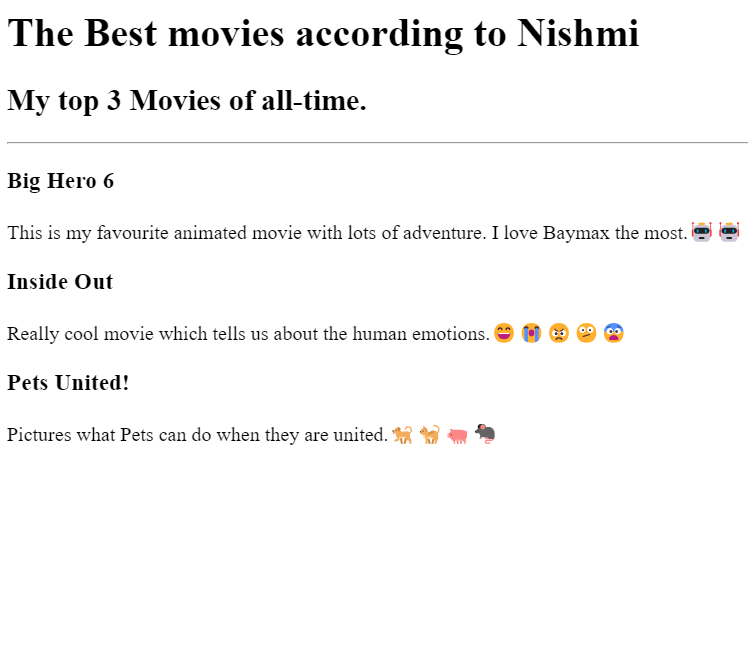 The Best movies according to Nishmi
My top 3 Movies of all-time.
Big Hero 6
This is my favourite animated movie with lots of adventure. I love Baymax the most. 🤖 🤖
Inside Out
Really cool movie which tells us about the human emotions. 😄 😭 😠 🫤 😨
Pets United!
Pictures what Pets can do when they are united. 🐕 🐈 🐖 🐀